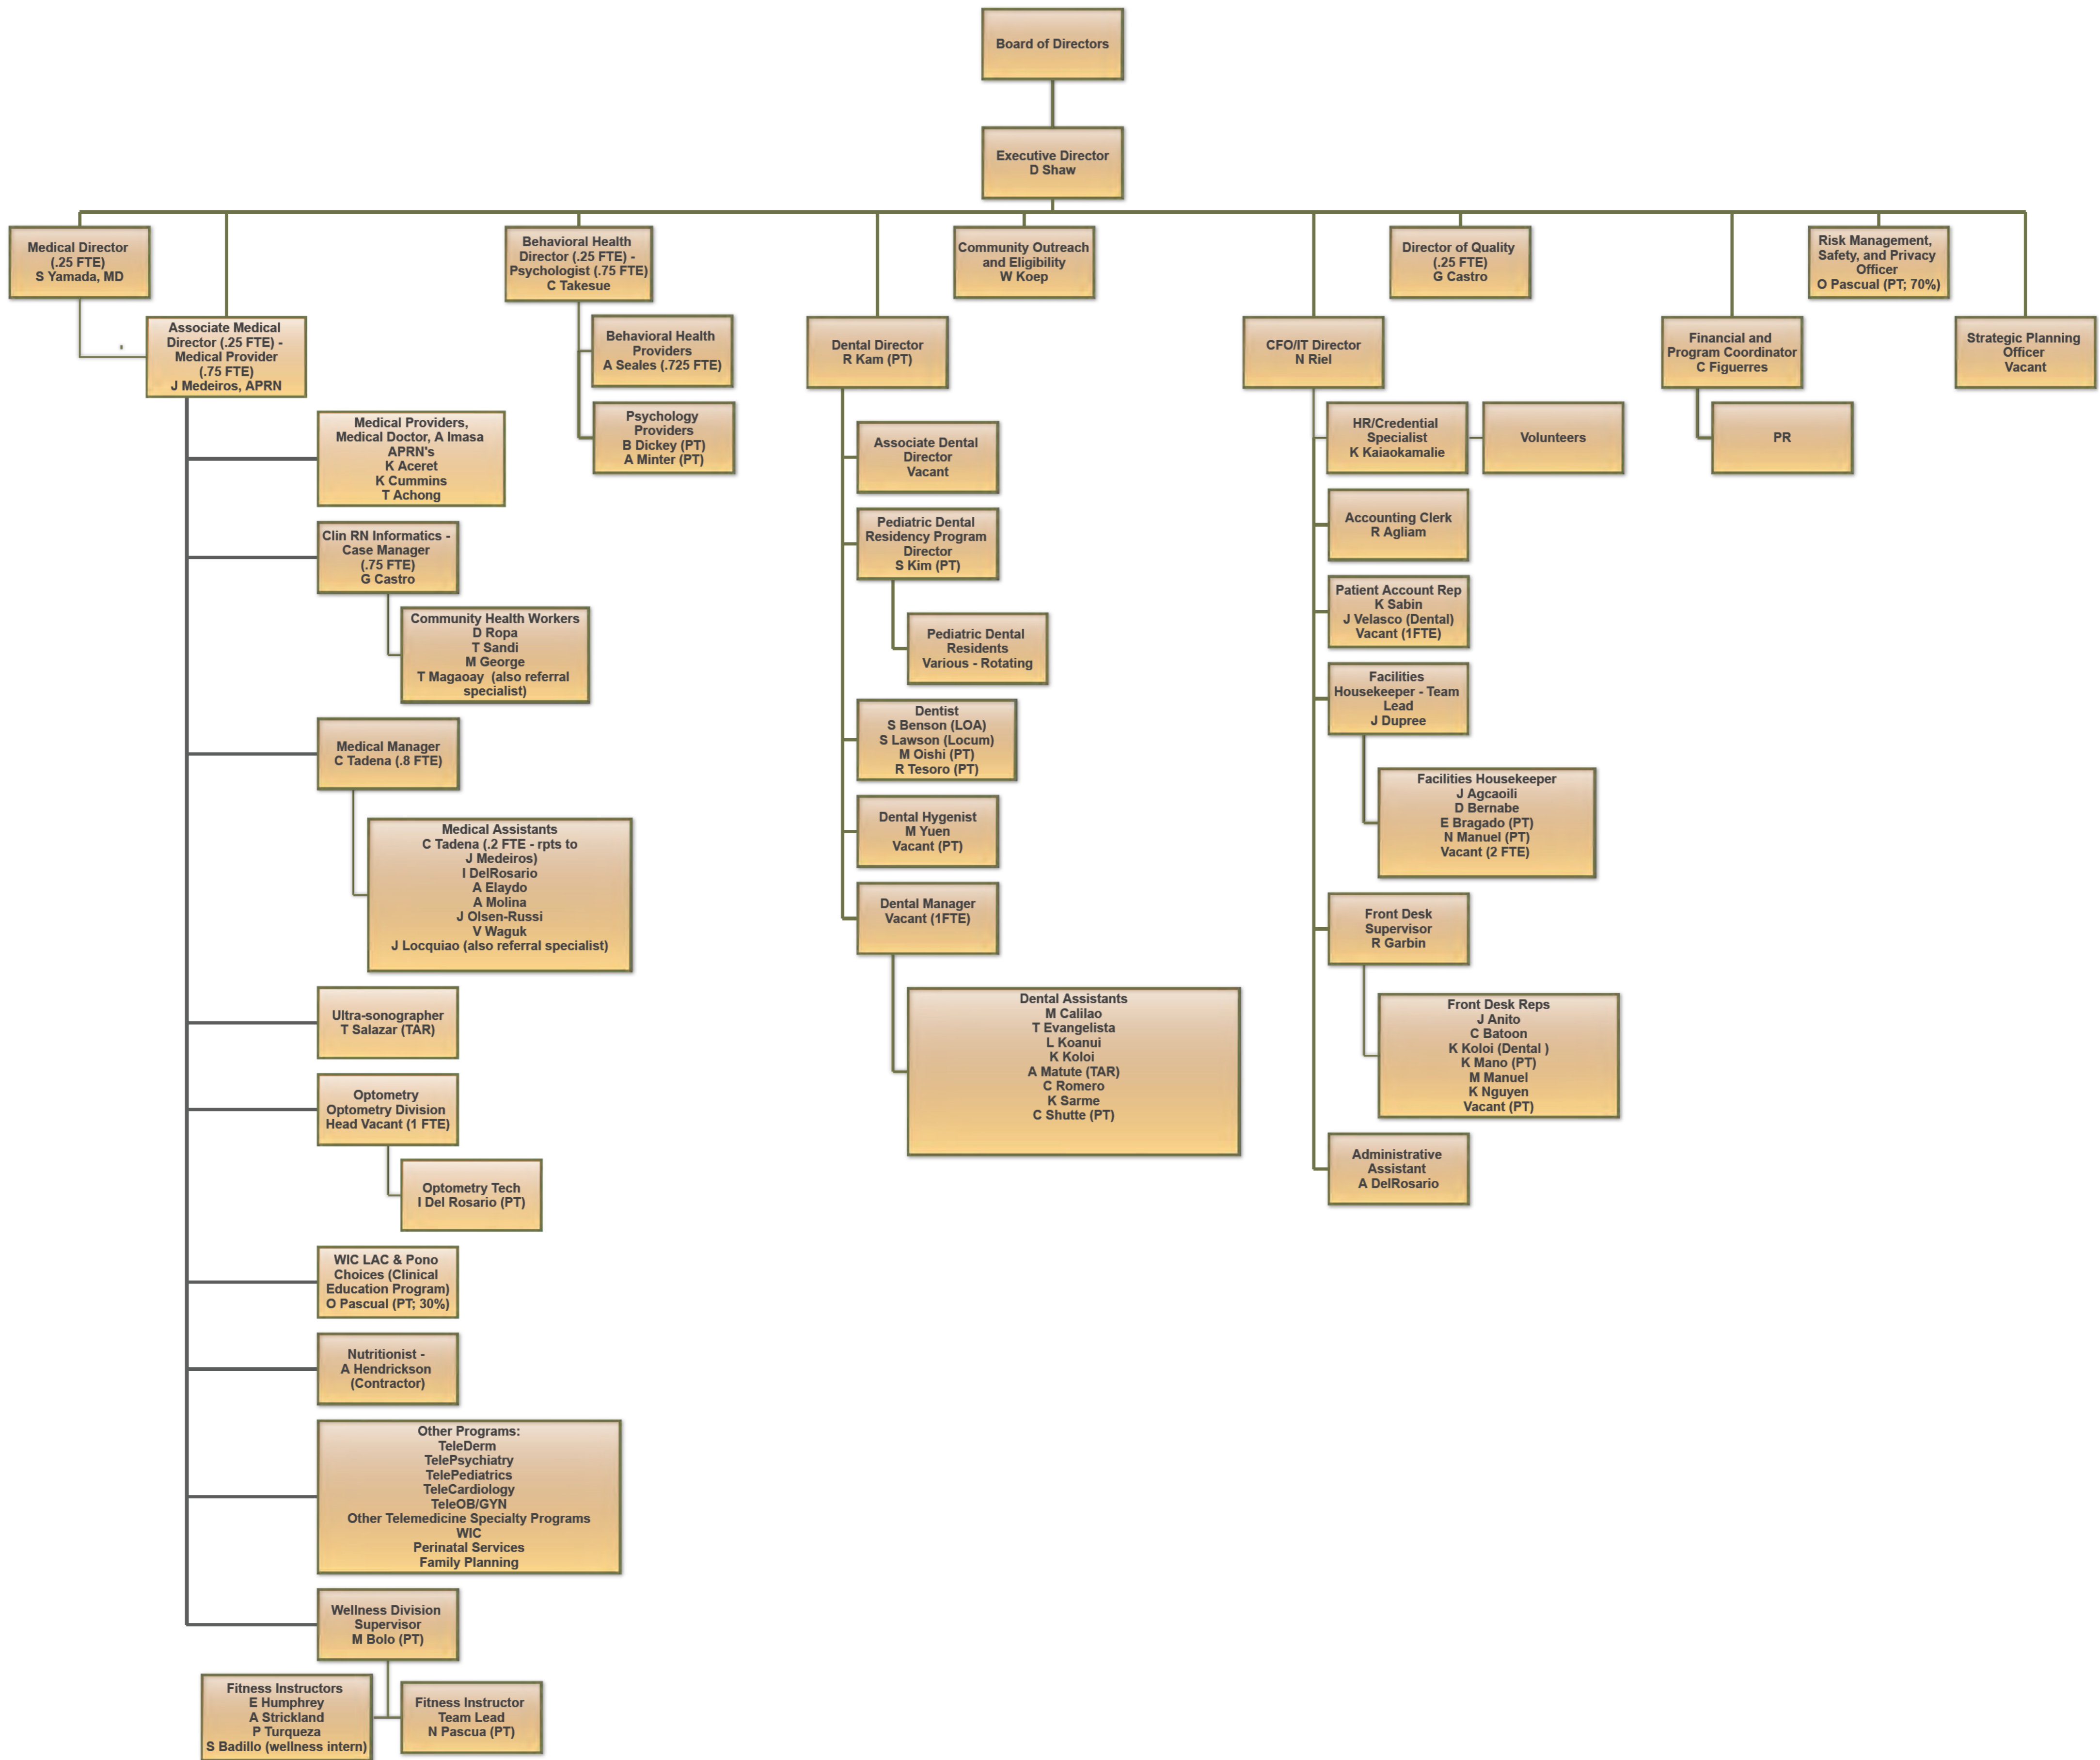 Board of Directors
Executive Director
D Shaw
Medical Director
(.25 FTE)
S Yamada, MD
Associate Medical
Director (.25 FTE) -
Medical Provider
(.75 FTE)
J Medeiros, APRN
Medical Providers,
Medical Doctor, A Imasa
APRN's
K Aceret
K Cummins
T Achong
Clin RN Informatics -
Case Manager
(.75 FTE)
G Castro
Community Health Workers
D Ropa
T Sandi
M George
T Magaoay (also referral
specialist)
Medical Manager
C Tadena (.8 FTE)
Medical Assistants
C Tadena (.2 FTE - rpts to
J Medeiros)
I DelRosario
A Elaydo
A Molina
J Olsen-Russi
V Waguk
J Locquiao (also referral specialist)
Ultra-sonographer
T Salazar (TAR)
Optometry
Optometry Division
Head Vacant (1 FTE)
Optometry Tech
I Del Rosario (PT)
WIC LAC & Pono
Choices (Clinical
Education Program)
O Pascual (PT; 30%)
Nutritionist -
A Hendrickson
(Contractor)
Other Programs:
TeleDerm
TelePsychiatry
TelePediatrics
TeleCardiology
TeleOB/GYN
Other Telemedicine Specialty Programs
WIC
Perinatal Services
Family Planning
Wellness Division
Supervisor
M Bolo (PT)
Fitness Instructors
E Humphrey
A Strickland
P Turqueza
S Badillo (wellness intern)
Fitness Instructor
Team Lead
N Pascua (PT)
Behavioral Health
Director (.25 FTE) -
Psychologist (.75 FTE)
C Takesue
Behavioral Health
Providers
A Seales (.725 FTE)
Psychology
Providers
B Dickey (PT)
A Minter (PT)
Dental Director
R Kam (PT)
Associate Dental
Director
Vacant
Pediatric Dental
Residency Program
Director
S Kim (PT)
Pediatric Dental
Residents
Various - Rotating
Dentist
S Benson (LOA)
S Lawson (Locum)
M Oishi (PT)
R Tesoro (PT)
Dental Hygenist
M Yuen
Vacant (PT)
Dental Manager
Vacant (1FTE)
Dental Assistants
M Calilao
T Evangelista
L Koanui
K Koloi
A Matute (TAR)
C Romero
K Sarme
C Shutte (PT)
Community Outreach
and Eligibility
W Koep
CFO/IT Director
N Riel
HR/Credential
Specialist
K Kaiaokamalie
Volunteers
Accounting Clerk
R Agliam
Patient Account Rep
K Sabin
J Velasco (Dental)
Vacant (1FTE)
Facilities
Housekeeper - Team
Lead
J Dupree
Facilities Housekeeper
J Agcaoili
D Bernabe
E Bragado (PT)
N Manuel (PT)
Vacant (2 FTE)
Front Desk
Supervisor
R Garbin
Front Desk Reps
J Anito
C Batoon
K Koloi (Dental )
K Mano (PT)
M Manuel
K Nguyen
Vacant (PT)
Administrative
Assistant
A DelRosario
Director of Quality
(.25 FTE)
G Castro
Financial and
Program Coordinator
C Figuerres
PR
Risk Management,
Safety, and Privacy
Officer
O Pascual (PT; 70%)
Strategic Planning
Officer
Vacant